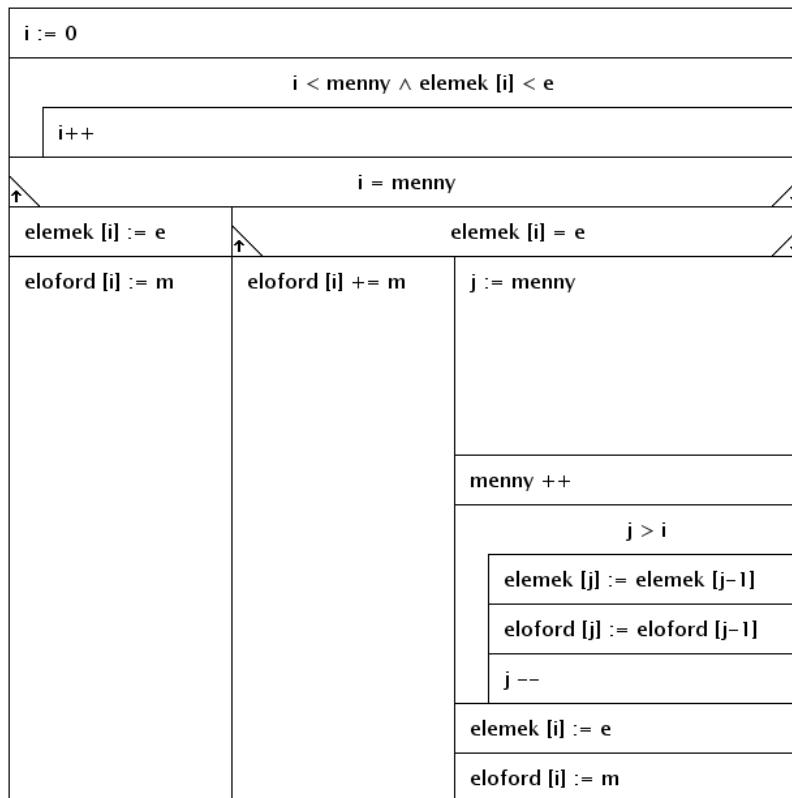 i := 0
i < menny ∧ elemek [i] < e
i++
i = menny
elemek [i] := e
elemek [i] = e
eloford [i] := m
eloford [i] += m
j := menny
menny ++
j > i
elemek [j] := elemek [j-1]
eloford [j] := eloford [j-1]
j --
elemek [i] := e
eloford [i] := m